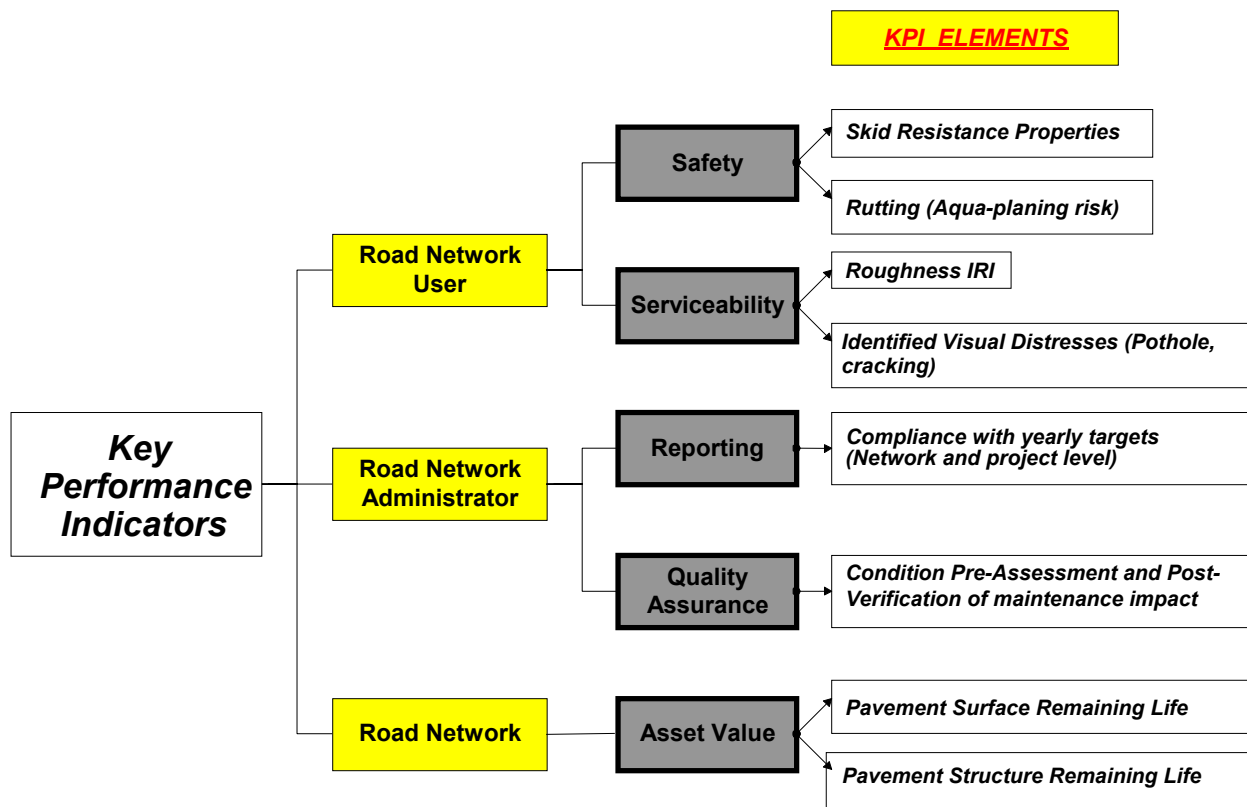 KPI ELEMENTS
Skid Resistance Properties
Safety
Rutting (Aqua-planing risk)
Road Network
User
Roughness IRI
Serviceability
Identified Visual Distresses (Pothole,
cracking)
Key
Performance
Indicators
Road Network
Administrator
Reporting
Compliance with yearly targets
(Network and project level)
Quality
Assurance
Condition Pre-Assessment and Post-
Verification of maintenance impact
Road Network
Asset Value
Pavement Surface Remaining Life
Pavement Structure Remaining Life